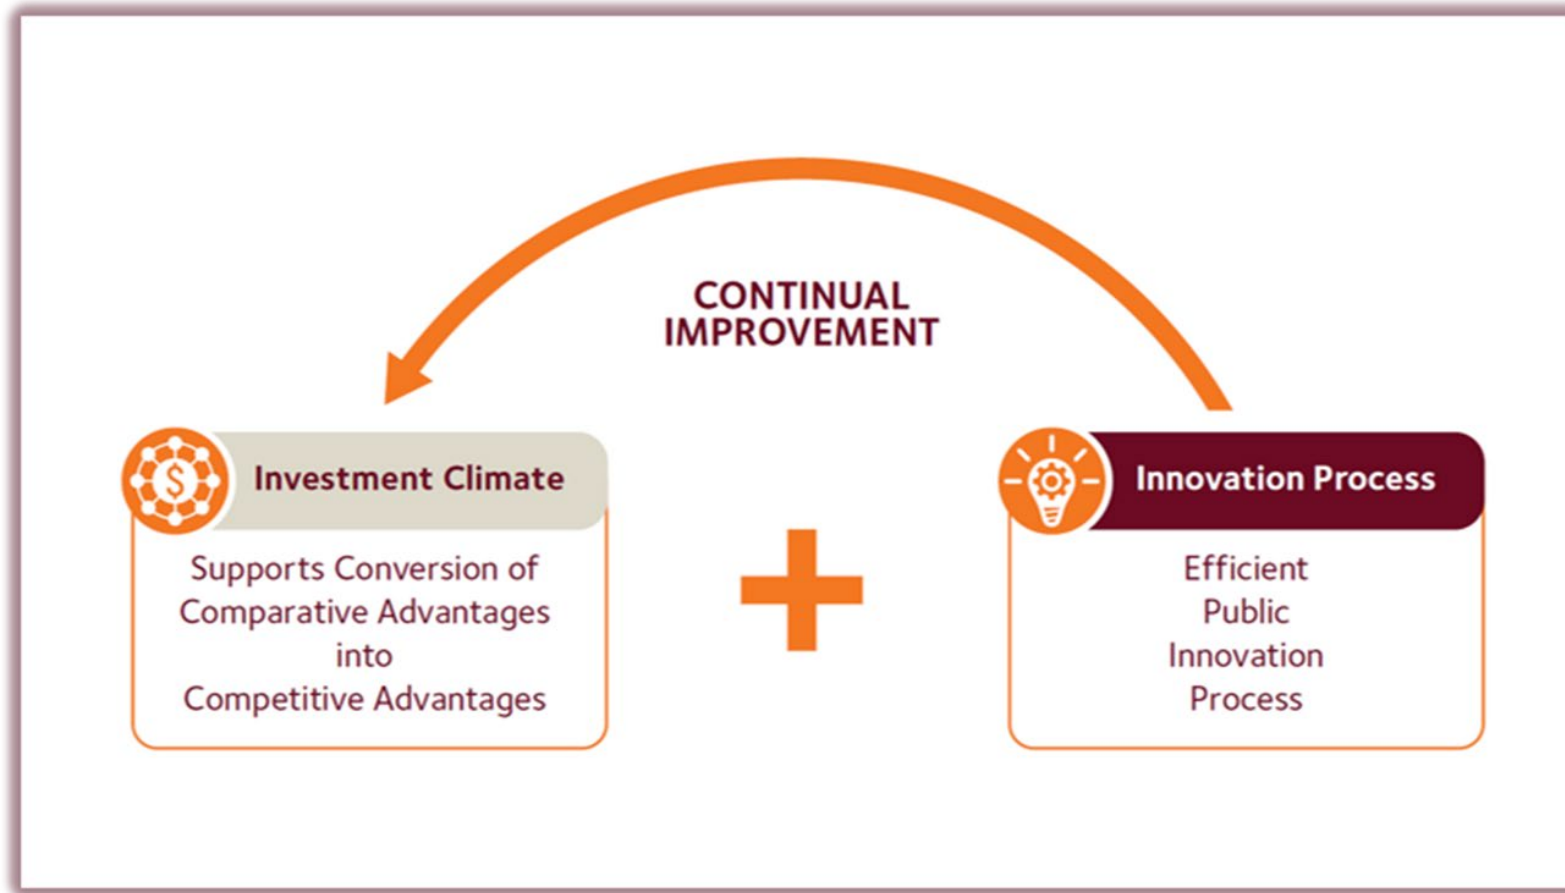 CONTINUAL
IMPROVEMENT
Investment Climate
Supports Conversion of
Comparative Advantages
into
Competitive Advantages
Innovation Process
Efficient
Public
Innovation
Process